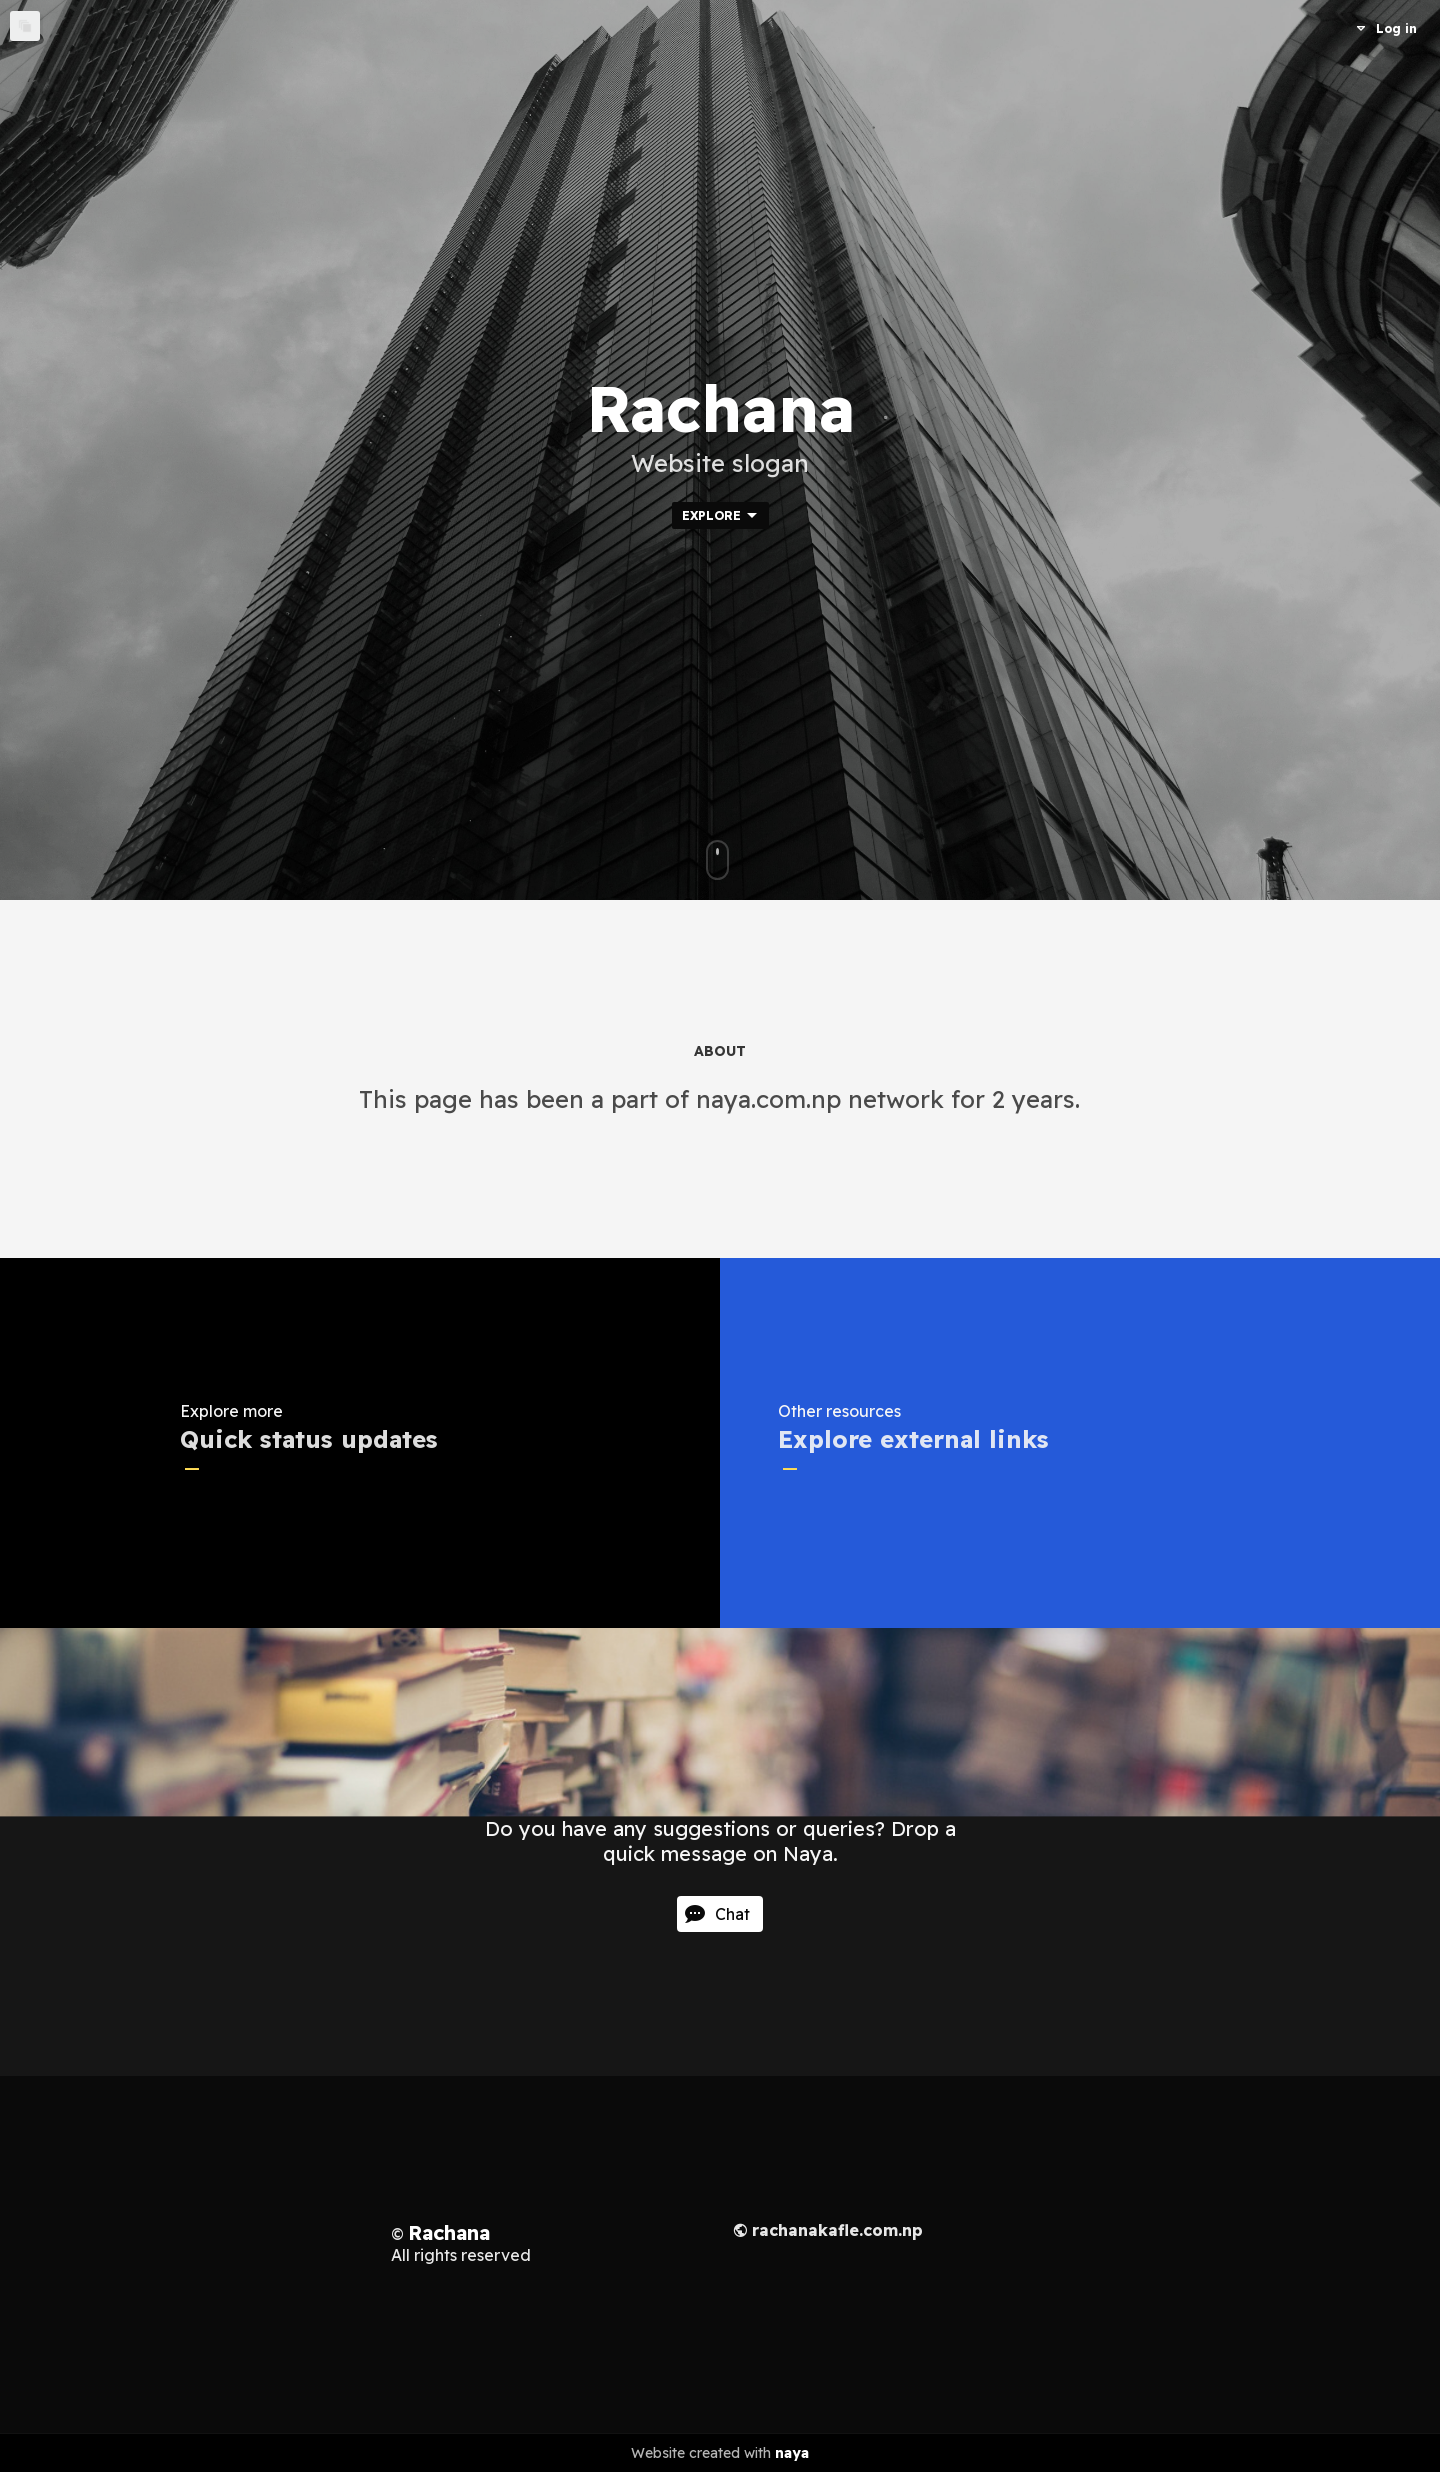 Log in
Rachana
Website slogan
EXPLORE
ABOUT
This page has been a part of naya.com.np network for 2 years.
Explore more
Quick status updates
Other resources
Explore external links
Do you have any suggestions or queries? Drop a
quick message on Naya.
Chat
© Rachana
All rights reserved
rachanakafle.com.np
Website created with naya